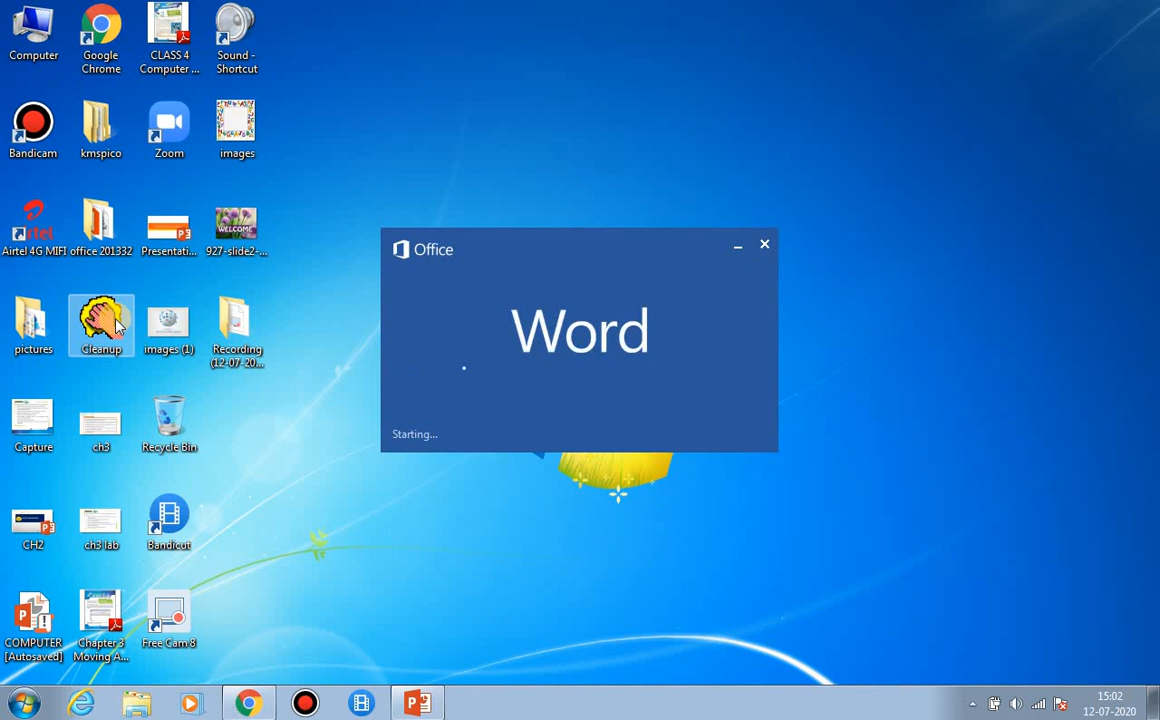 Computer
Google
Chrome
CLASS 4
Computer ...
Sound -
Shortcut
Bandicam
kmspico
Zoom
images
airtel
Airtel 4G MIFI
office 201332
Presentati...
WELCOME
927-slide2-...
pictures
Cleanup
images (1)
Recording
(12-07-20...
Capture
ch3
Recycle Bin
CH2
ch3 lab
Bandicut
COMPUTER
[Autosaved]
Chapter 3
Moving A...
Free Cam 8
Office
Word
Starting...
15:02
12-07-2020